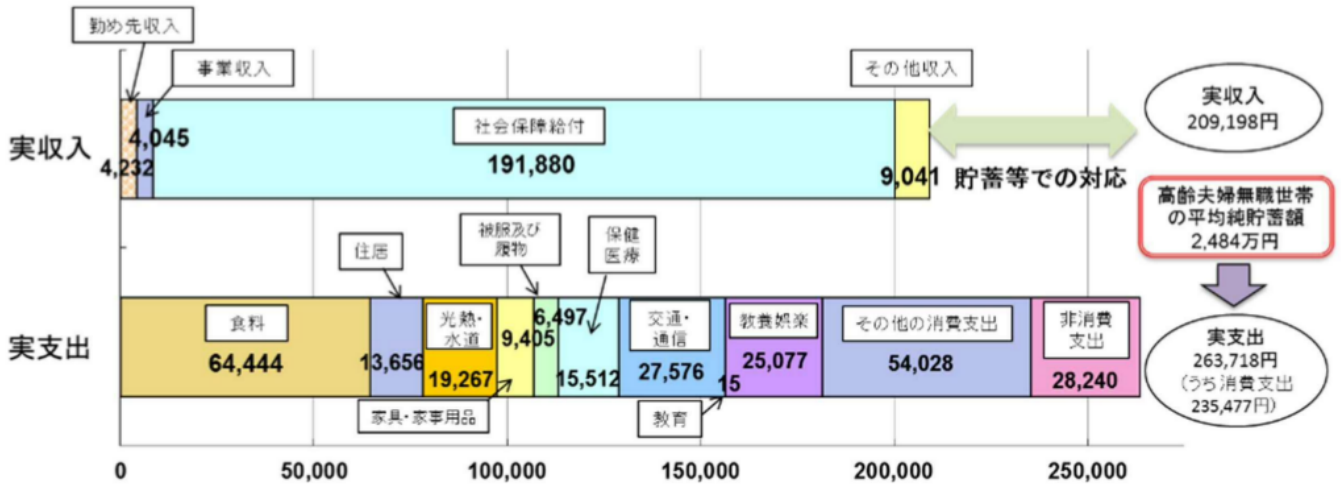 勤め先収入
事業収入
その他収入
実収入
4,232
4,045
社会保障給付
191,880
9,041
貯蓄等での対応
実収入
209,198円
高齢夫婦無職世帯
の平均純貯蓄額
2,484万円
住居
被服及び
履物
保健
医療
実支出
食料
64,444
13,656
光熱・
水道
19,267
9,405
6,497
15,512
交通・
通信
27,576
15
教養娯楽
25,077
その他の消費支出
54,028
非消費
支出
28,240
実支出
263,718円
(うち消費支出
235,477円)
家具・家事用品
教育
0
50,000
100,000
150,000
200,000
250,000